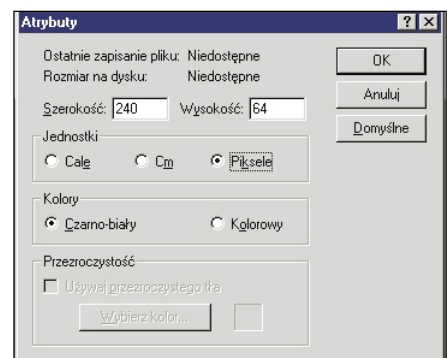 Atrybuty
Ostatnie zapisanie pliku: Niedostępne
Rozmiar na dysku: Niedostępne
Szerokość: 240 Wysokość: 64
Jednostki
Cale Cm Piksele
Kolory
Czarno-biały Kolorowy
Przezroczystość
Używaj przezroczystego tła
Wybierz kolor...
OK
Anuluj
Domyślne